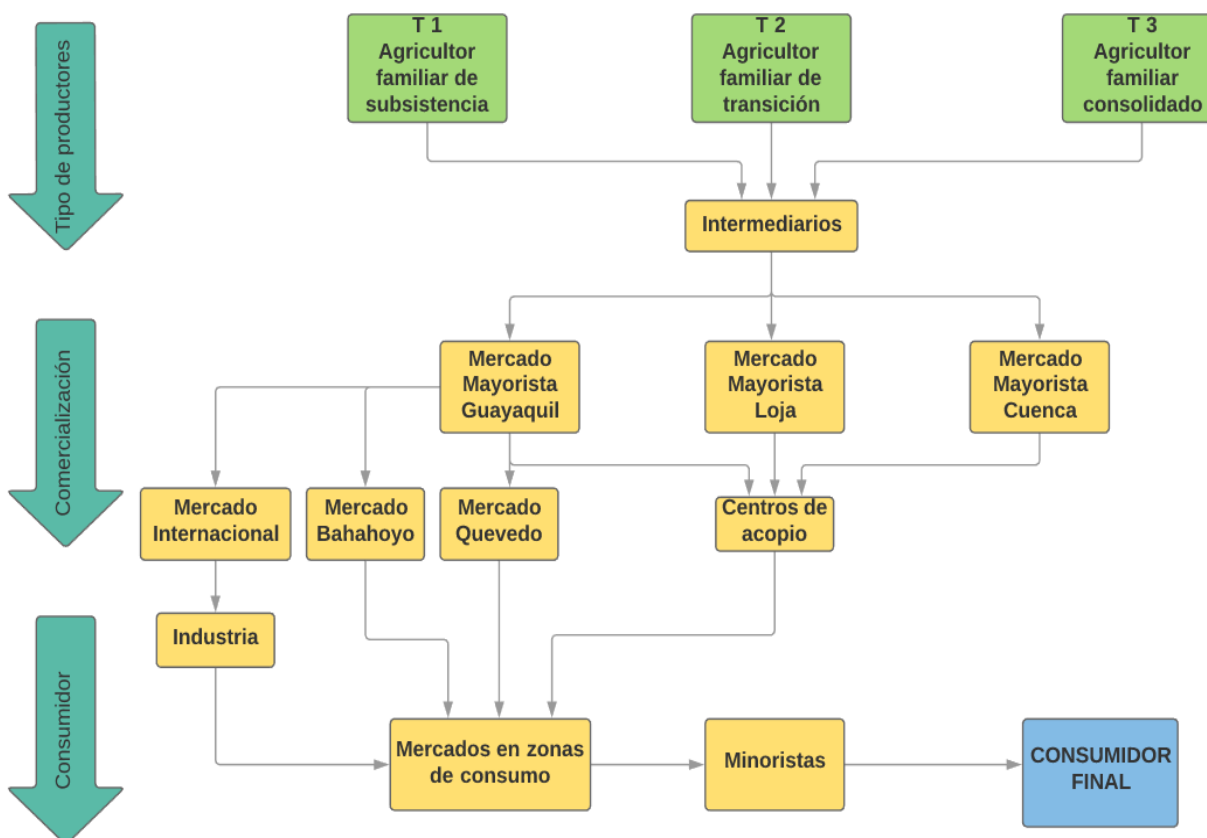 Tipo de productores
T 1
Agricultor
familiar de
subsistencia
T 2
Agricultor
familiar de
transición
T 3
Agricultor
familiar
consolidado
Intermediarios
Comercialización
Mercado
Mayorista
Guayaquil
Mercado
Mayorista
Loja
Mercado
Mayorista
Cuenca
Mercado
Internacional
Mercado
Bahahoyo
Mercado
Quevedo
Centros de
acopio
Consumidor
Industria
Mercados en zonas
de consumo
Minoristas
CONSUMIDOR
FINAL